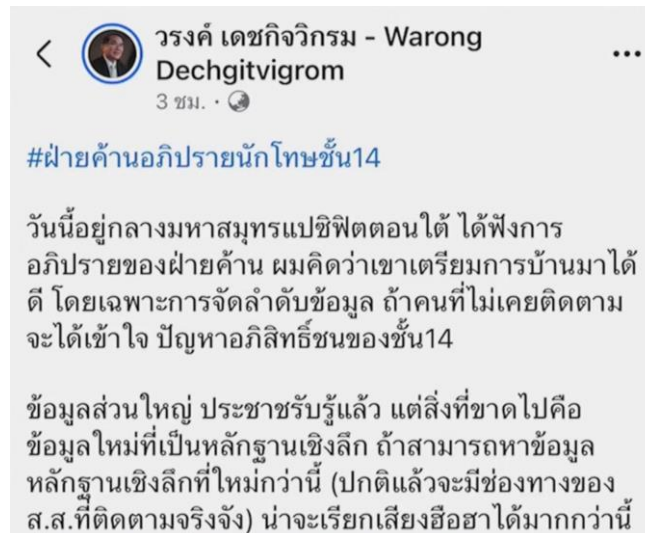 วรงค์ เดชกิจวิกรม - Warong
Dechgitvigrom
3 ชม. ·
#ฝ่ายค้านอภิปรายนักโทษชั้น14
วันนี้อยู่กลางมหาสมุทรแปซิฟิตตอนใต้ ได้ฟังการ
อภิปรายของฝ่ายค้าน ผมคิดว่าเขาเตรียมการบ้านมาได้
ดี โดยเฉพาะการจัดลำดับข้อมูล ถ้าคนที่ไม่เคยติดตาม
จะได้เข้าใจ ปัญหาอภิสิทธิ์ชนของชั้น14
ข้อมูลส่วนใหญ่ ประชาชรับรู้แล้ว แต่สิ่งที่ขาดไปคือ
ข้อมูลใหม่ที่เป็นหลักฐานเชิงลึก ถ้าสามารถหาข้อมูล
หลักฐานเชิงลึกที่ใหม่กว่านี้ (ปกติแล้วจะมีช่องทางของ
ส.ส.ที่ติดตามจริงจัง) น่าจะเรียกเสียงฮือฮาได้มากกว่านี้